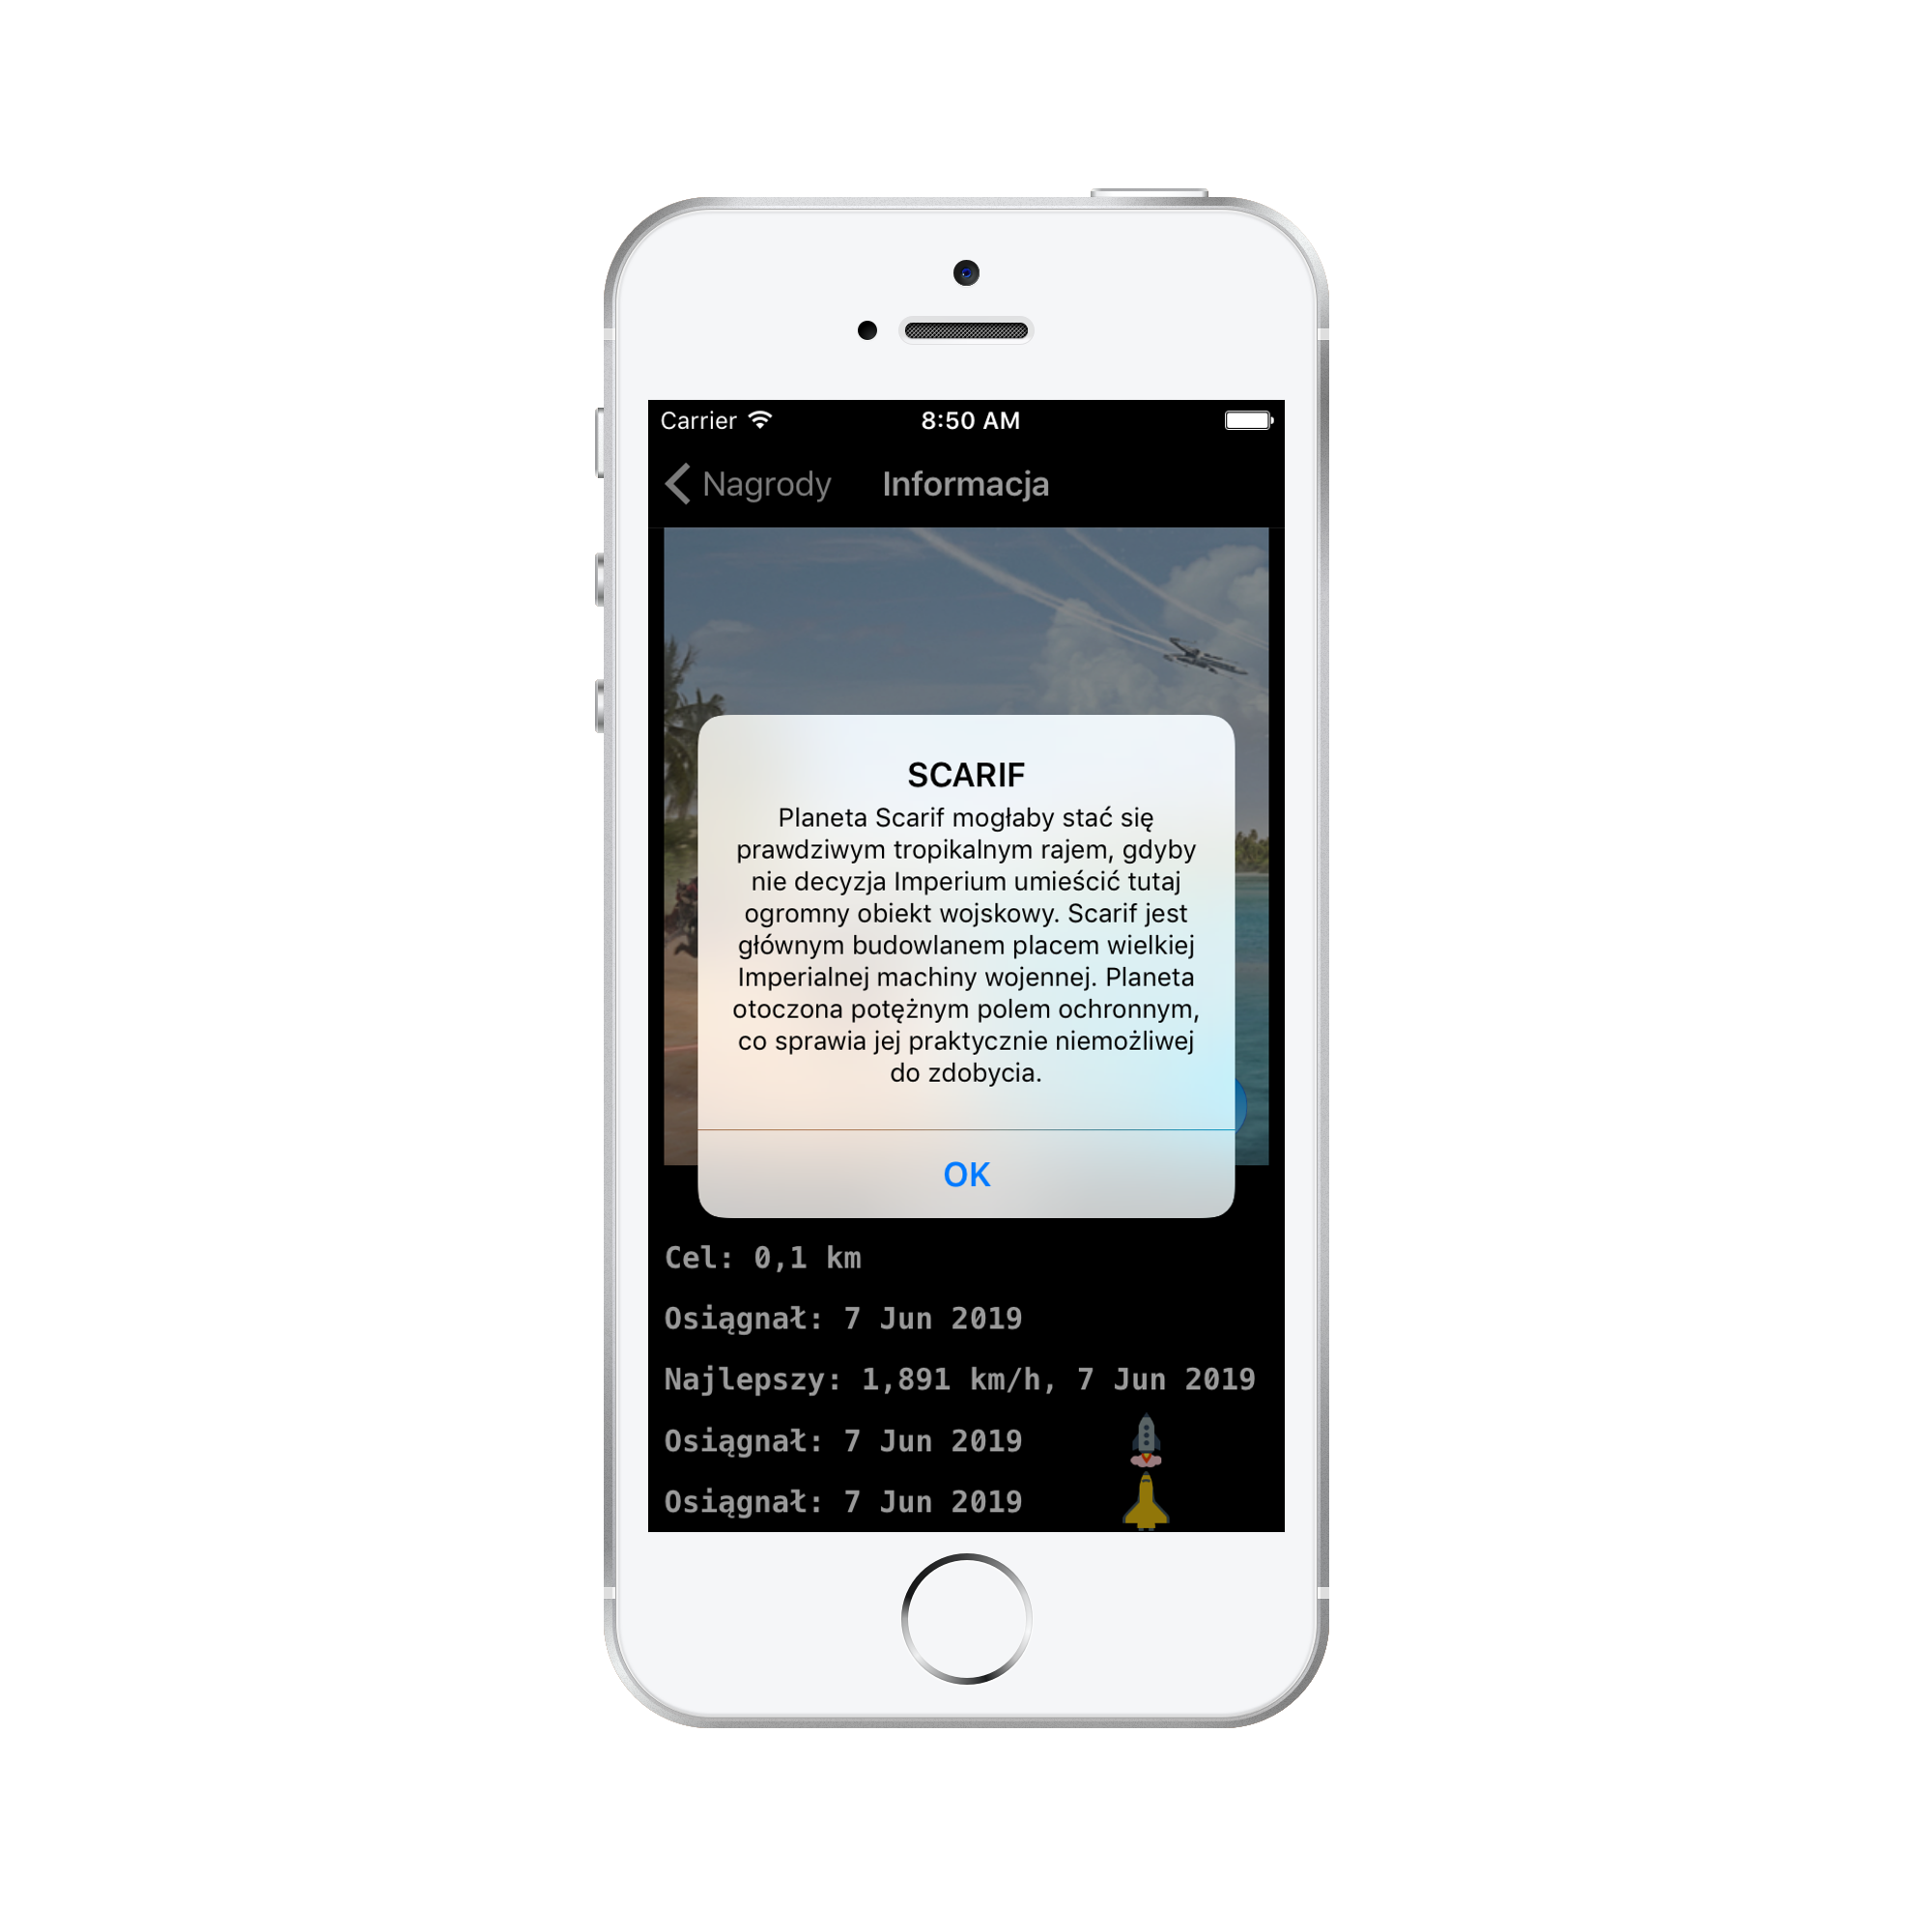 Carrier 8:50 AM
Nagrody Informacja
SCARIF
Planeta Scarif mogłaby stać się
prawdziwym tropikalnym rajem, gdyby
nie decyzja Imperium umieścić tutaj
ogromny obiekt wojskowy. Scarif jest
głównym budowlanem placem wielkiej
Imperialnej machiny wojennej. Planeta
otoczona potężnym polem ochronnym,
co sprawia jej praktycznie niemożliwej
do zdobycia.
OK
Cel: 0,1 km
Osiągnał: 7 Jun 2019
Najlepszy: 1,891 km/h, 7 Jun 2019
Osiągnał: 7 Jun 2019
Osiągnał: 7 Jun 2019